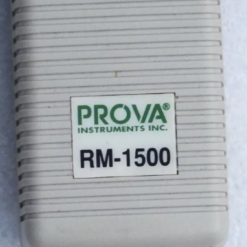 PROVA®
INSTRUMENTS INC.
RM-1500